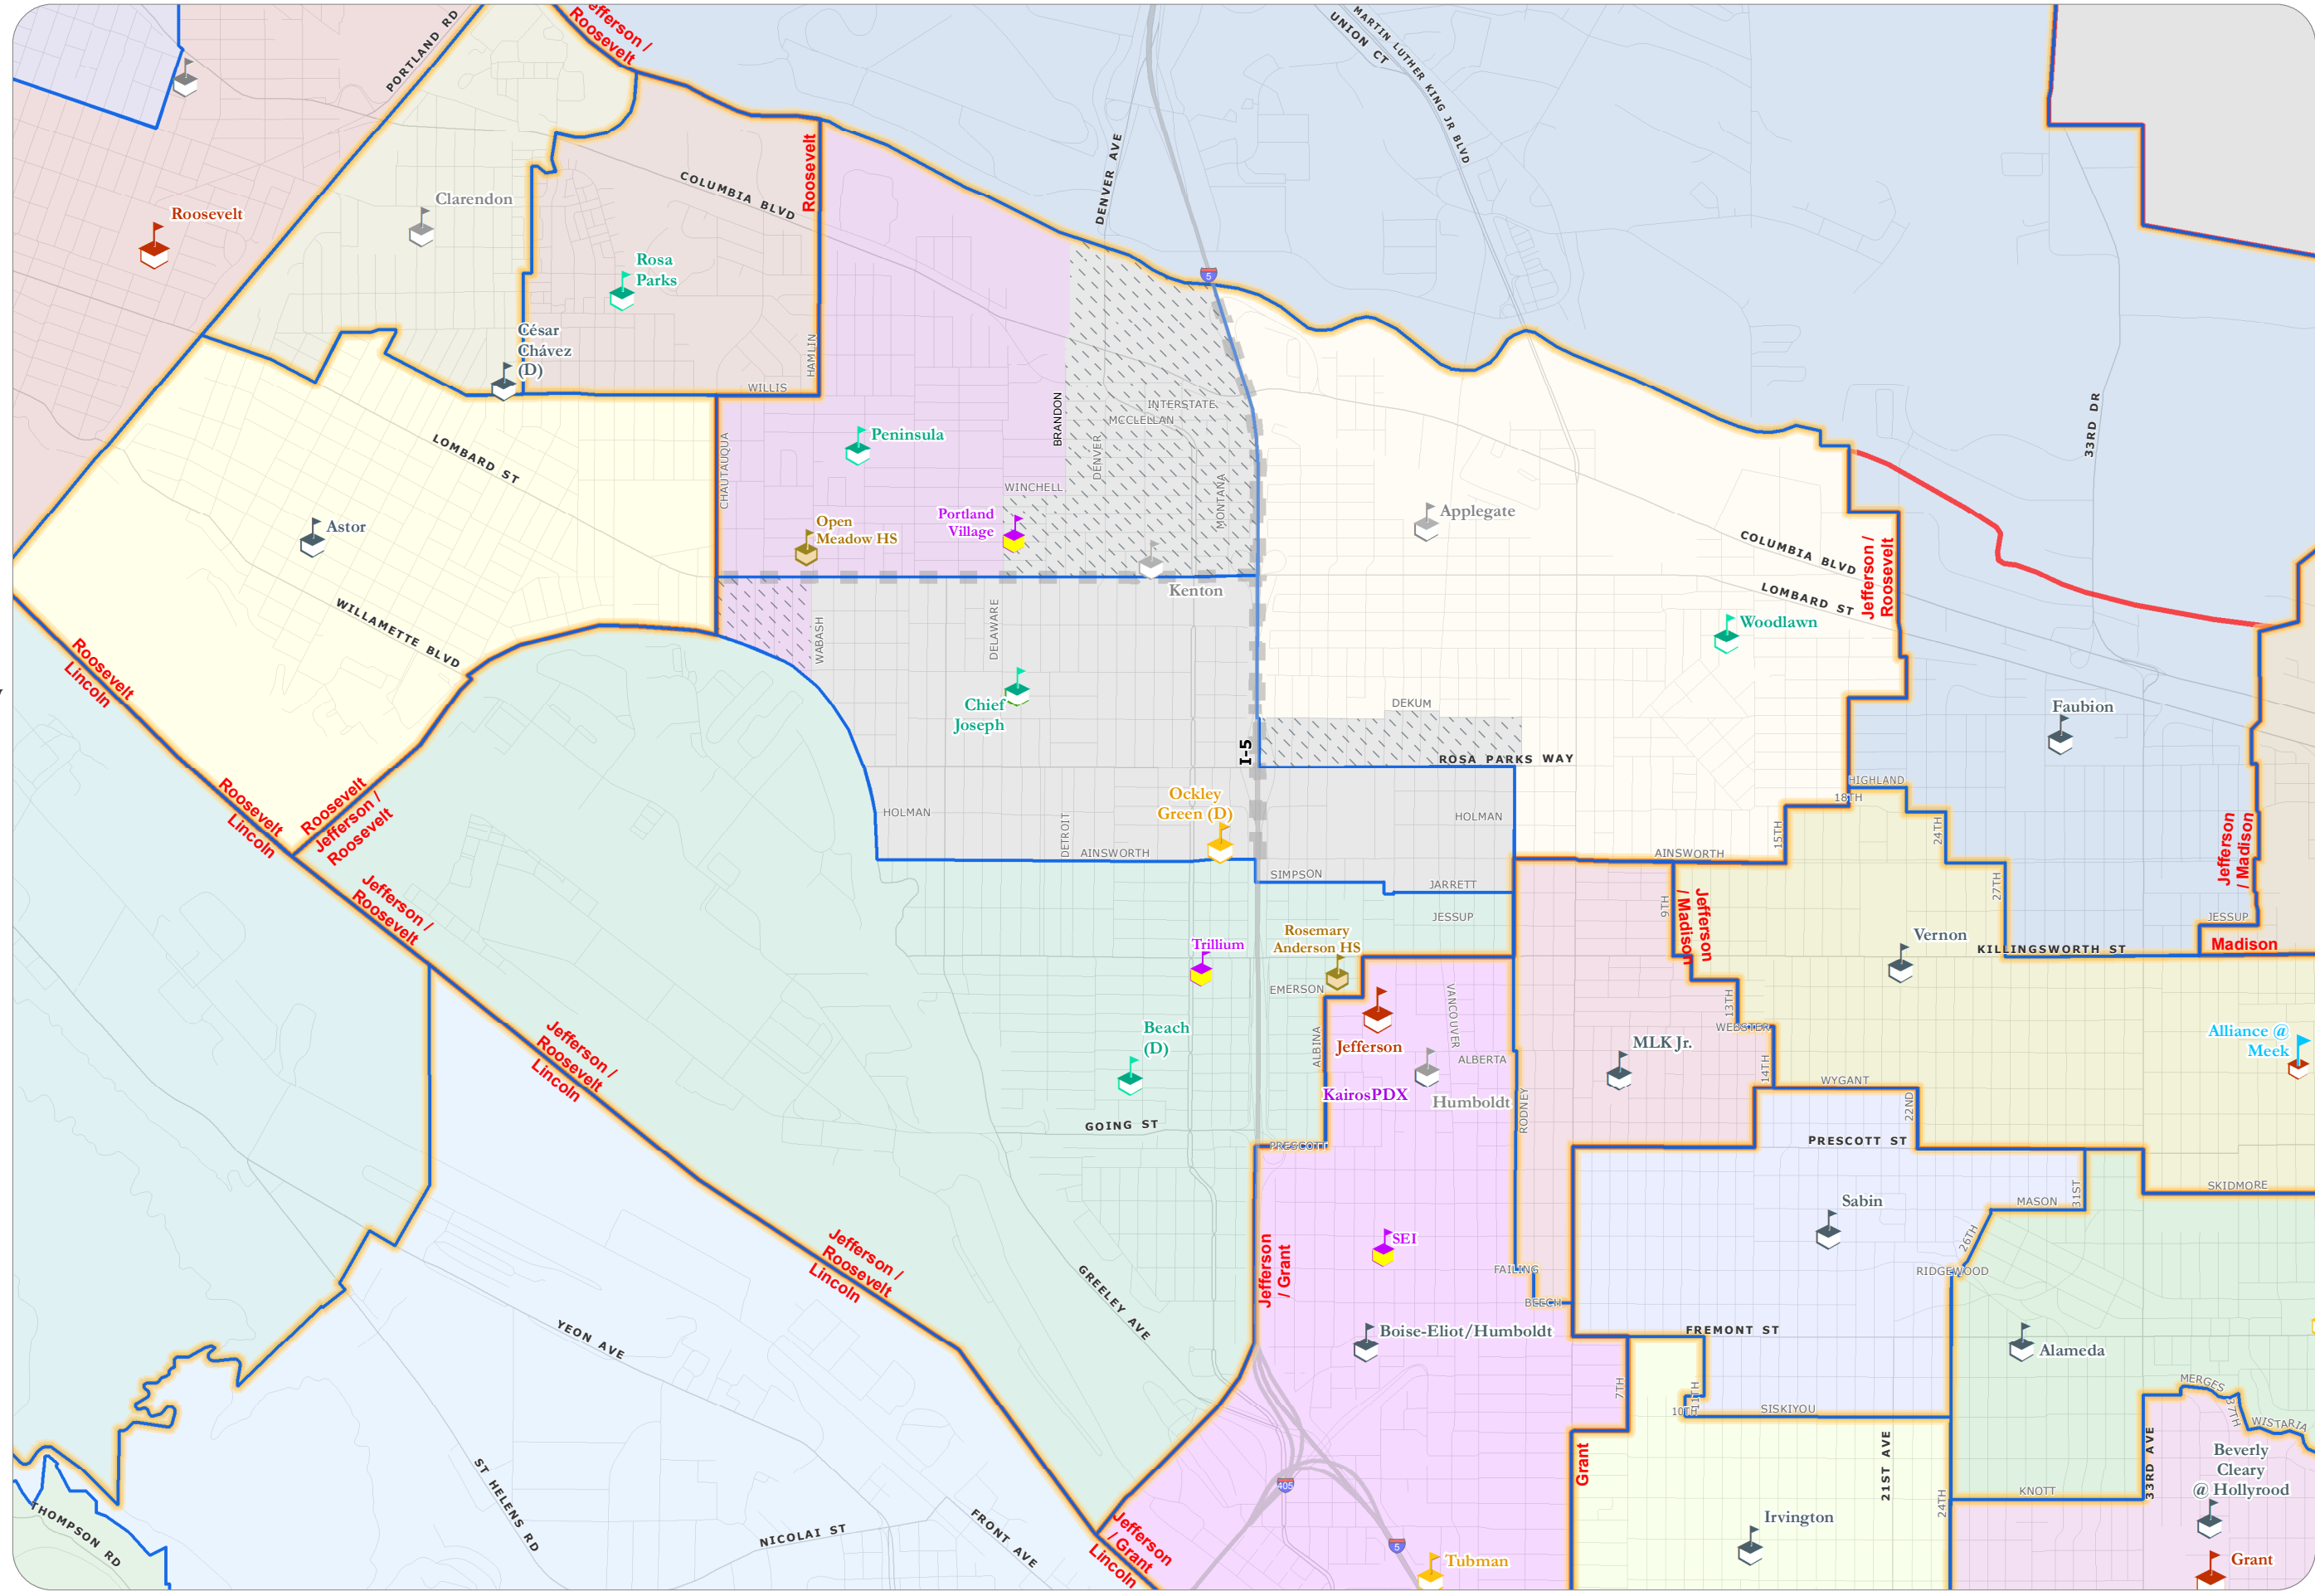 PORTLAND RD
Jefferson /
Roosevelt
UNION CT
MARTIN LUTHER KING JR BLVD
DENVER AVE
Roosevelt
COLUMBIA BLVD
Clarendon
Roosevelt
Rosa
Parks
5
HAMLIN
César
Chávez
(D)
WILLIS
33RD DR
BRANDON
INTERSTATE
MCCLELLAN
DENVER
LOMBARD ST
CHAUTAUQUA
Peninsula
WINCHELL
MONTANA
Portland
Village
Open
Meadow HS
Applegate
Astor
COLUMBIA BLVD
Jefferson /
Roosevelt
LOMBARD ST
Kenton
WILLAMETTE BLVD
WABASH
DELAWARE
Woodlawn
Roosevelt
Lincoln
Chief
Joseph
DEKUM
Faubion
I-5
ROSA PARKS WAY
HIGHLAND
18TH
Roosevelt
Lincoln
Roosevelt
Jefferson /
Roosevelt
Ockley
Green (D)
HOLMAN
DETROIT
HOLMAN
15TH
24TH
Jefferson
/ Madison
AINSWORTH
AINSWORTH
SIMPSON
JARRETT
27TH
9TH
Jefferson
/ Madison
Jefferson /
Roosevelt
JESSUP
JESSUP
Trillium
Rosemary
Anderson HS
Vernon
KILLINGSWORTH ST
Madison
EMERSON
VANCOUVER
13TH
WEBSTER
Jefferson /
Roosevelt
Lincoln
Beach
(D)
ALBINA
Jefferson
ALBERTA
MLK Jr.
14TH
Alliance @
Meek
KairosPDX
Humboldt
RODNEY
WYGANT
22ND
GOING ST
PRESCOTT
PRESCOTT ST
Sabin
MASON
31ST
SKIDMORE
Jefferson /
Roosevelt
Lincoln
Jefferson
/ Grant
SEI
26TH
FAILING
RIDGEWOOD
GREELEY AVE
BEECH
YEON AVE
Boise-Eliot/Humboldt
FREMONT ST
Alameda
7TH
11TH
10TH
SISKIYOU
MERGES
37TH
WISTARIA
Grant
21ST AVE
33RD AVE
Beverly
Cleary
@ Hollyrood
405
KNOTT
24TH
ST HELENS RD
THOMPSON RD
NICOLAI ST
FRONT AVE
Jefferson
/ Grant
Lincoln
5
Tubman
Irvington
Grant